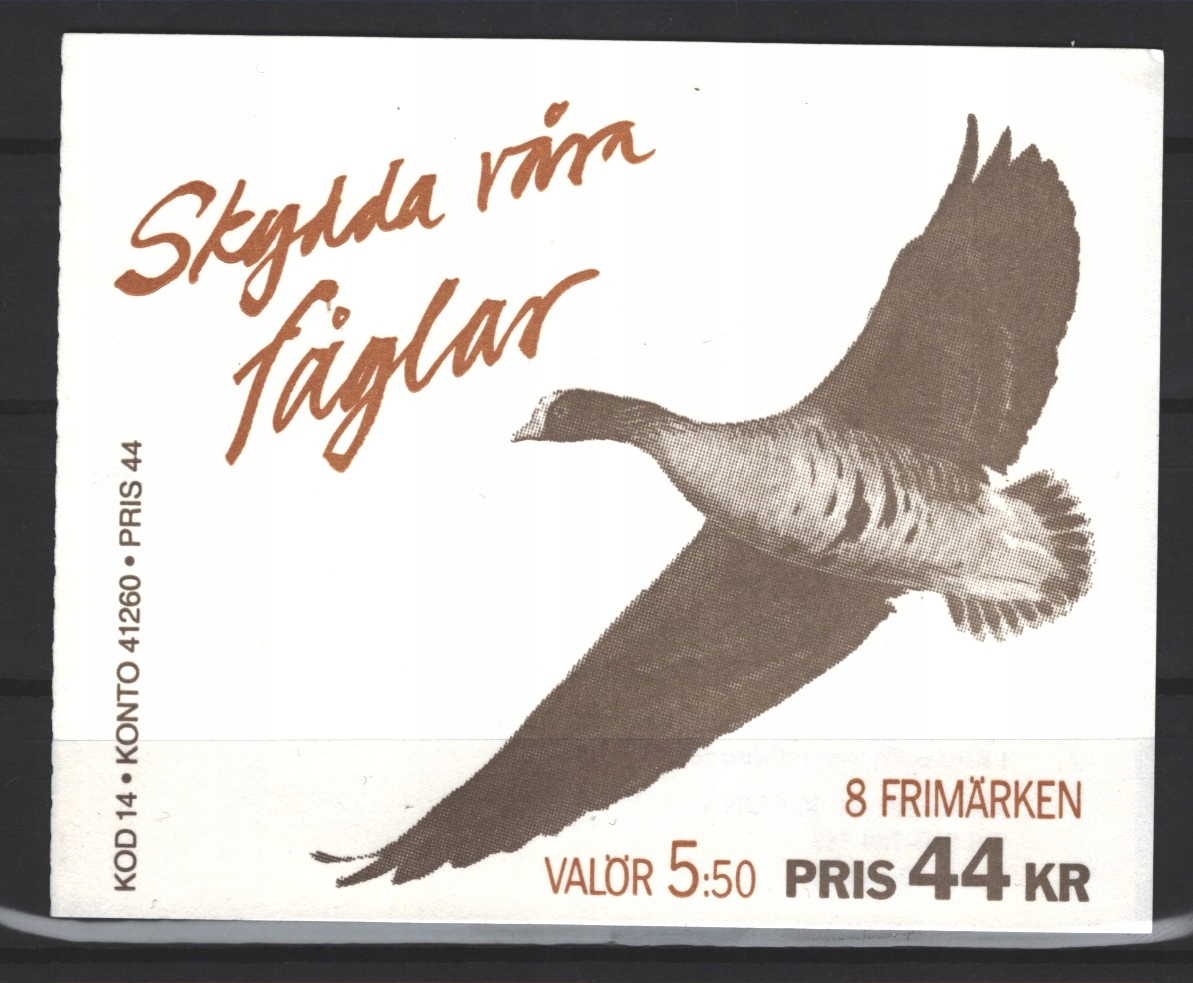 Skydda våra
fåglar
KOD 14 • KONTO 41260 • PRIS 44
8 FRIMÄRKEN
VALÖR 5:50 PRIS 44 KR